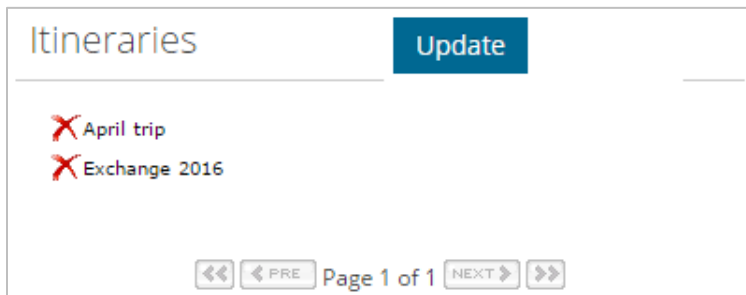 Itineraries
Update
April trip
Exchange 2016
PRE Page 1 of 1 NEXT